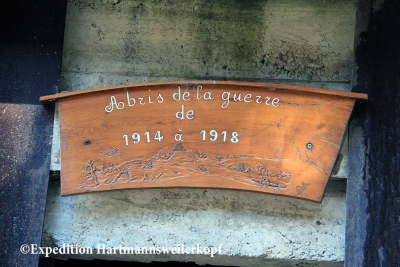 Abris de la guerre
de
1914 à 1918
©Expedition Hartmannsweilerkopf